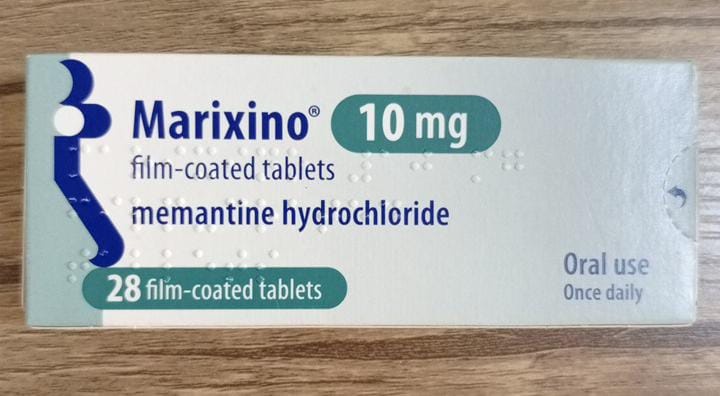 Marixino® 10 mg
film-coated tablets
memantine hydrochloride
28 film-coated tablets
Oral use
Once daily